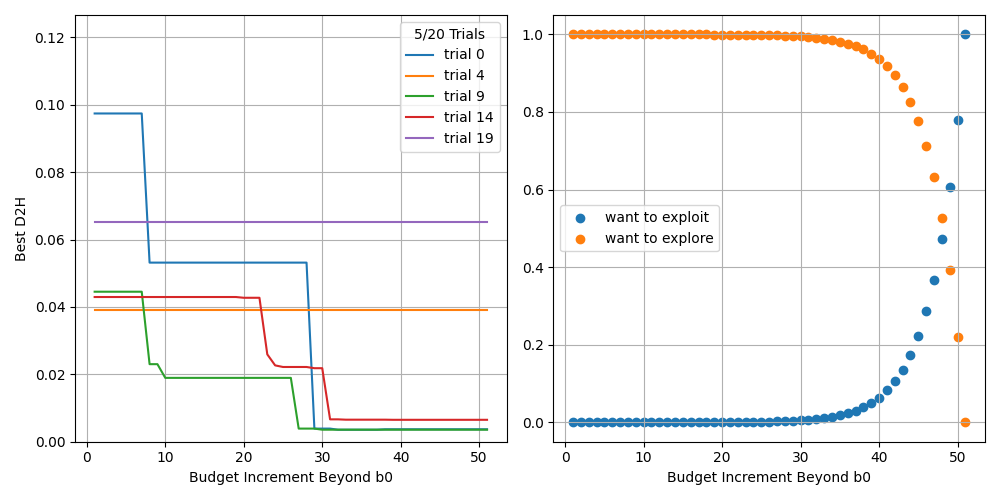 0.12
0.10
0.08
0.06
0.04
0.02
0.00
Best D2H
0 10 20 30 40 50
Budget Increment Beyond b0
5/20 Trials
trial 0
trial 4
trial 9
trial 14
trial 19
1.0
0.8
0.6
0.4
0.2
0.0
0 10 20 30 40 50
Budget Increment Beyond b0
want to exploit
want to explore